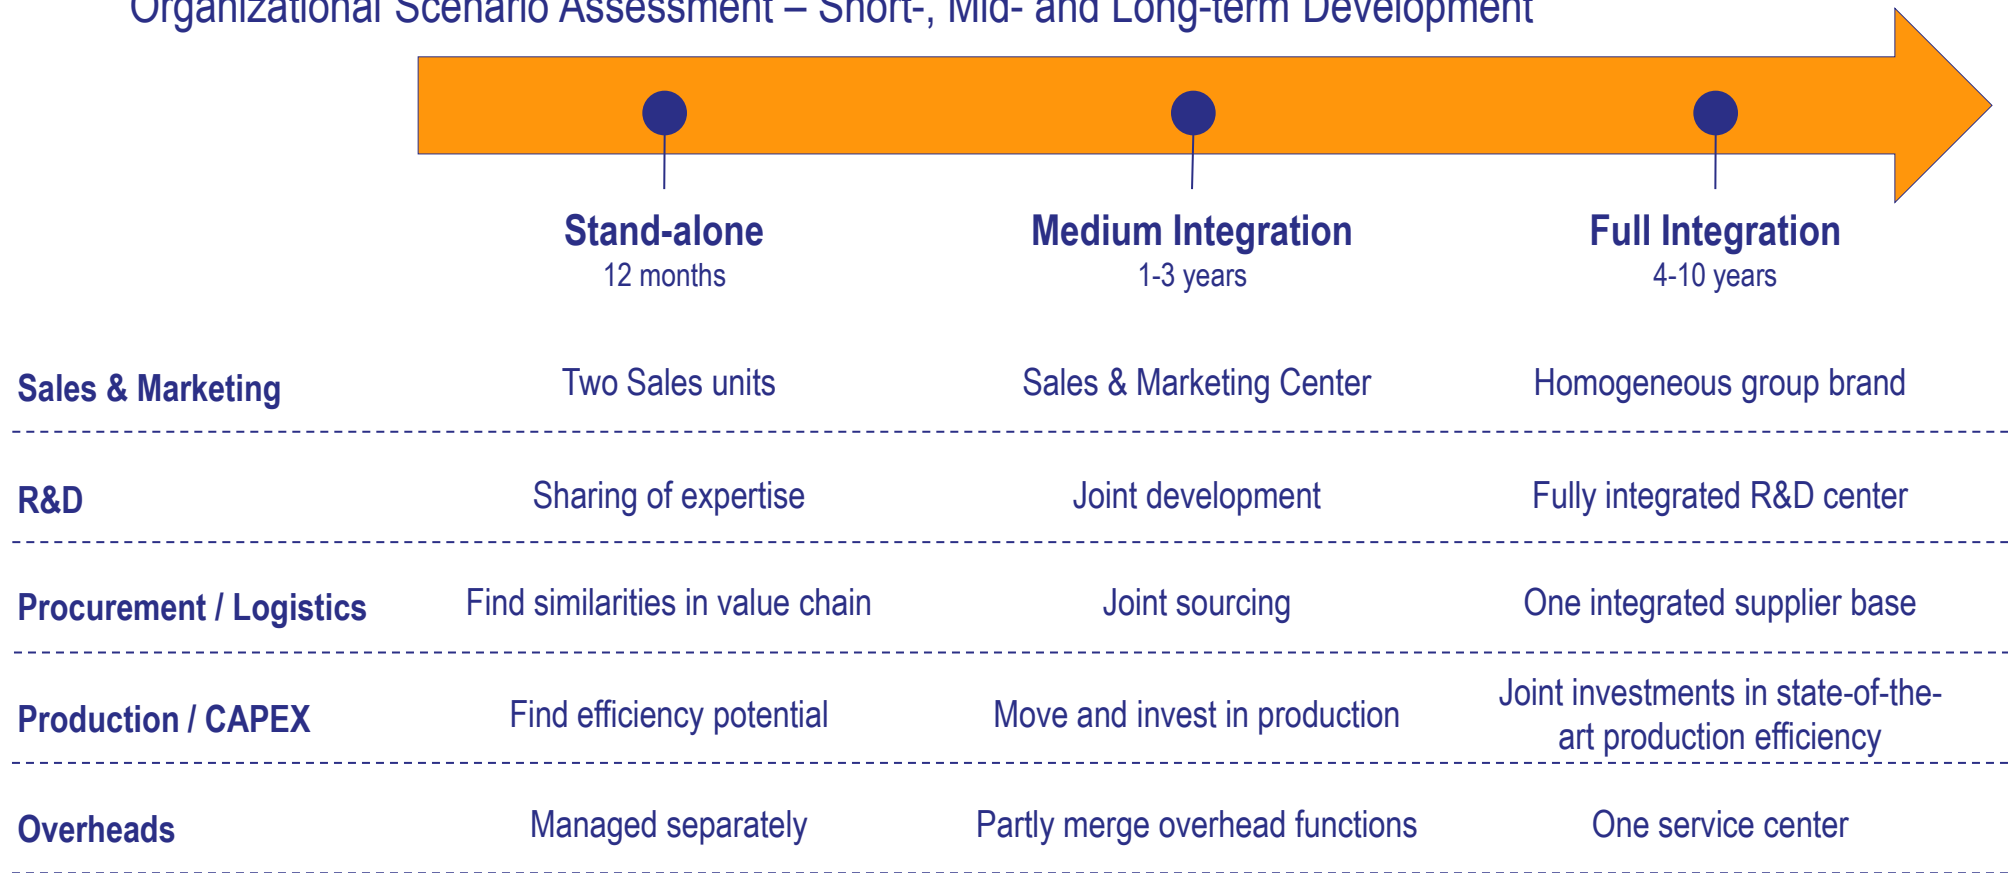 Organizational Scenario Assessment – Short-, Mid- and Long-term Development
Stand-alone
12 months
Medium Integration
1-3 years
Full Integration
4-10 years
Sales & Marketing
Two Sales units
Sales & Marketing Center
Homogeneous group brand
R&D
Sharing of expertise
Joint development
Fully integrated R&D center
Procurement / Logistics
Find similarities in value chain
Joint sourcing
One integrated supplier base
Production / CAPEX
Find efficiency potential
Move and invest in production
Joint investments in state-of-the-
art production efficiency
Overheads
Managed separately
Partly merge overhead functions
One service center